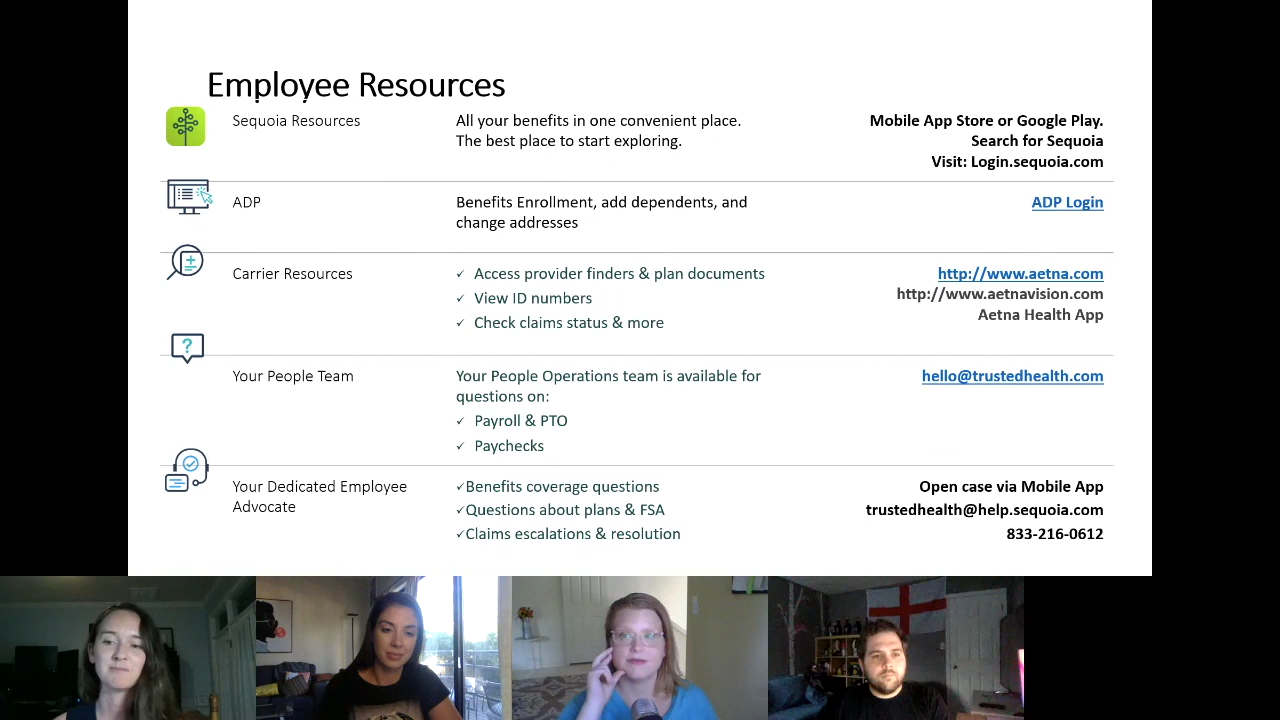 Employee Resources
Sequoia Resources
All your benefits in one convenient place.
The best place to start exploring.
Mobile App Store or Google Play.
Search for Sequoia
Visit: Login.sequoia.com
ADP
Benefits Enrollment, add dependents, and
change addresses
ADP Login
Carrier Resources
✓ Access provider finders & plan documents
✓ View ID numbers
✓ Check claims status & more
http://www.aetna.com
http://www.aetnavision.com
Aetna Health App
?
Your People Team
Your People Operations team is available for
questions on:
✓ Payroll & PTO
✓ Paychecks
hello@trustedhealth.com
Your Dedicated Employee
Advocate
✓Benefits coverage questions
✓Questions about plans & FSA
✓Claims escalations & resolution
Open case via Mobile App
trustedhealth@help.sequoia.com
833-216-0612